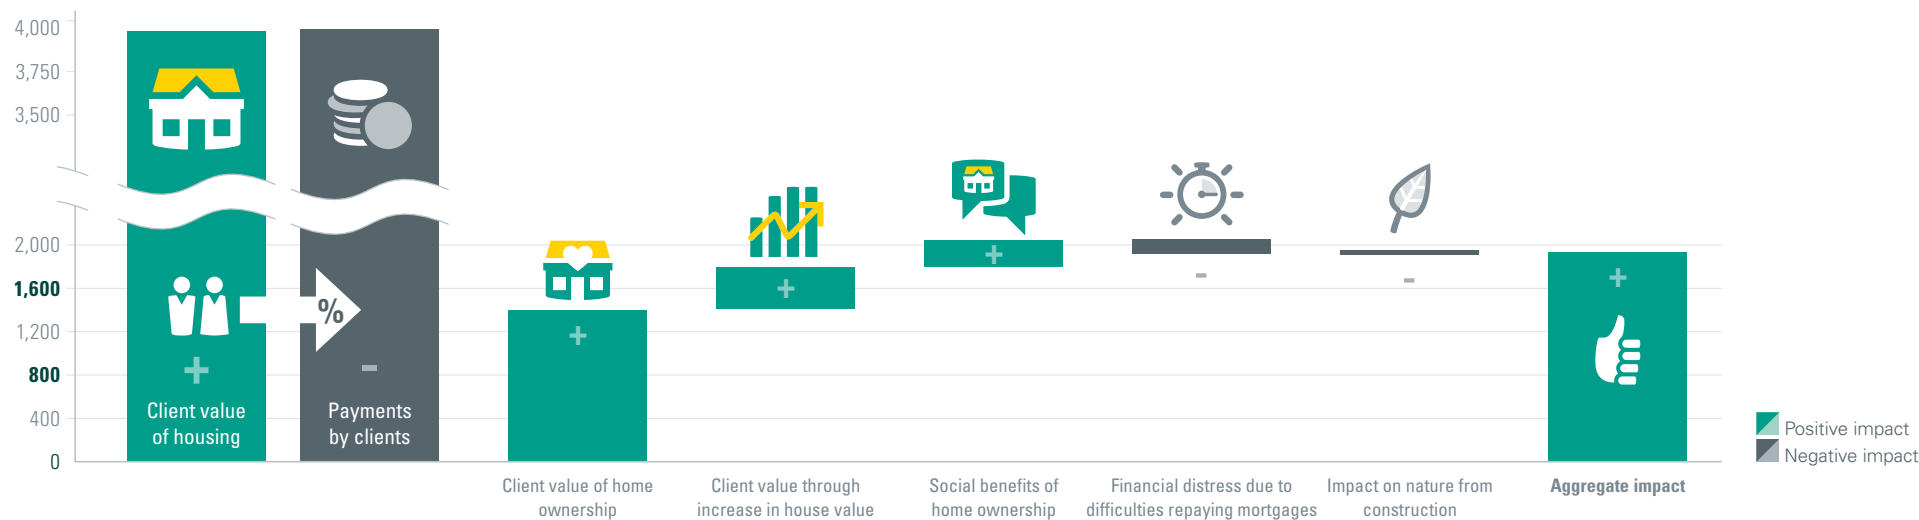 4,000
3,750
3,500
2,000
1,600
1,200
800
400
0
%
+
-
Client value
of housing
Payments
by clients
+
+
+
-
-
+
Client value of home
ownership
Client value through
increase in house value
Social benefits of
home ownership
Financial distress due to
difficulties repaying mortgages
Impact on nature from
construction
Aggregate impact
Positive impact
Negative impact